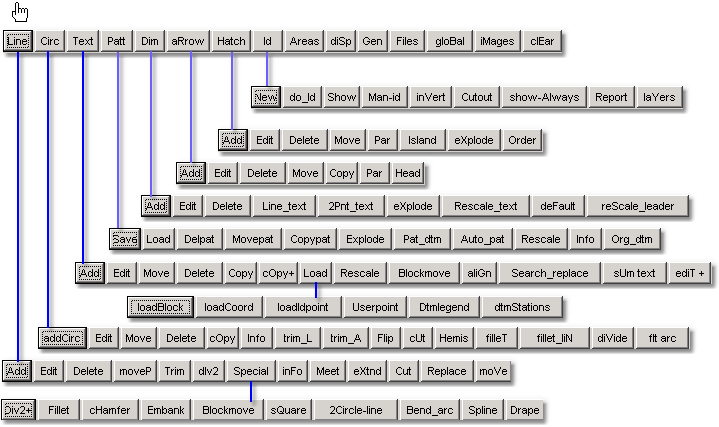 Line Circ Text Patt Dim aRrow Hatch Id Areas diSp Gen Files gloBal iMages clEar
New do_Id Show Man-id inVert Cutout show-Always Report laYers
Add Edit Delete Move Par Island eXplode Order
Add Edit Delete Move Copy Par Head
Add Edit Delete Line_text 2Pnt_text eXplode Rescale_text deFault reScale_leader
Save Load Delpat Movepat Copypat Explode Pat_dtm Auto_pat Rescale Info Org_dtm
Add Edit Move Delete Copy cOpy+ Load Rescale Blockmove aliGn Search_replace sUm text ediT +
loadBlock loadCoord loadIdpoint Userpoint Dtmlegend dtmStations
addCirc Edit Move Delete cOpy Info trim_L trim_A Flip cUt Hemis filleT fillet_liN diVide flt arc
Add Edit Delete moveP Trim dIv2 Special inFo Meet eXtnd Cut Replace moVe
Div2+ Fillet cHamfer Embank Blockmove sQuare 2Circle-line Bend_arc Spline Drape